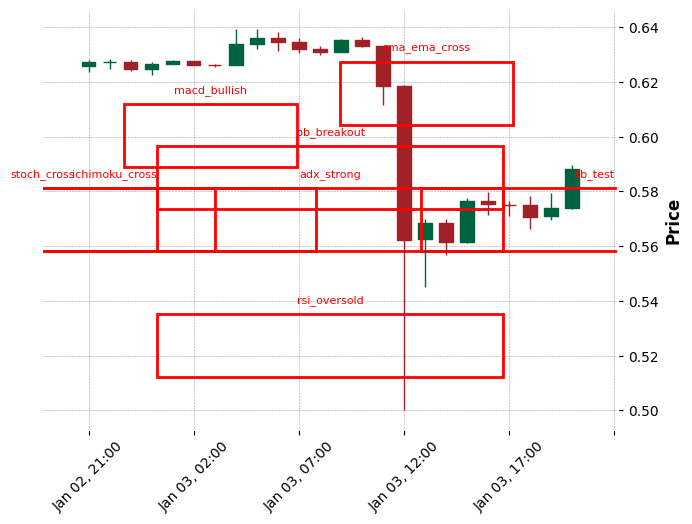 0.64
sma_ema_cross
0.62
macd_bullish
0.60
bb_breakout
stoch_cross
ichimoku_cross
adx_strong
0.58
Price
0.56
0.54
rsi_oversold
0.52
0.50
Jan 02, 21:00
Jan 03, 02:00
Jan 03, 07:00
Jan 03, 12:00
Jan 03, 17:00